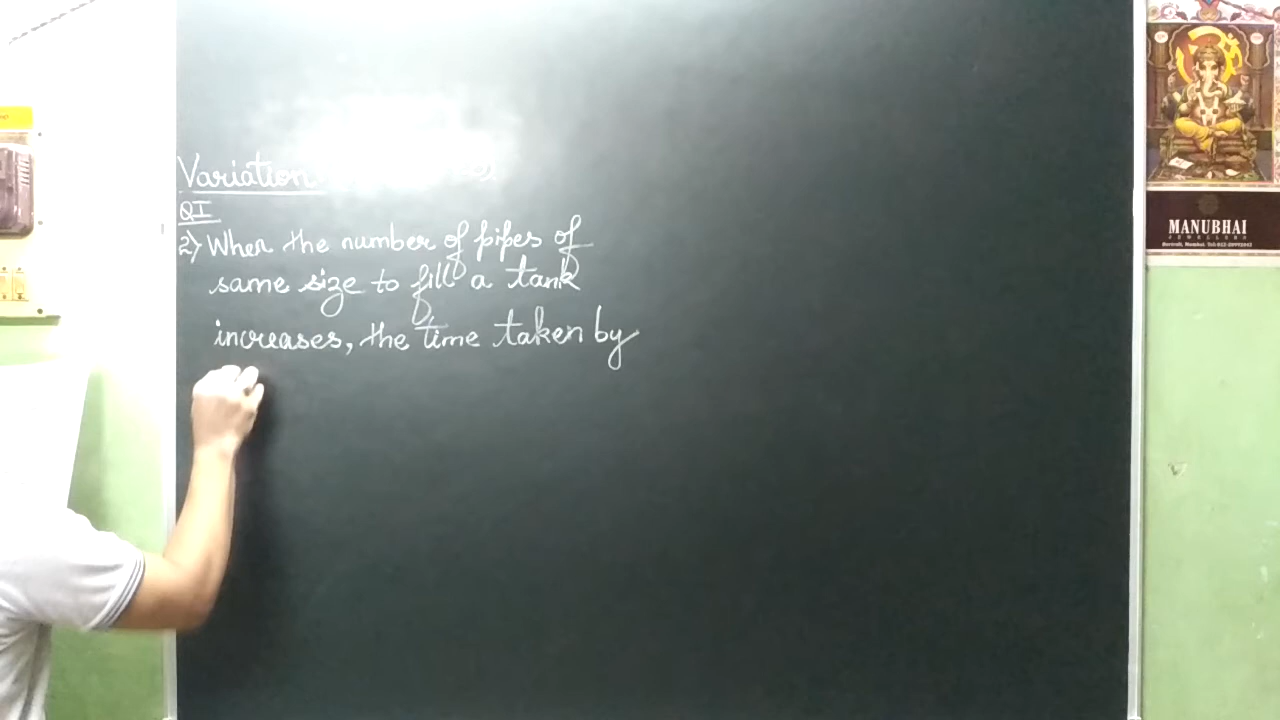 Variation
QI
2) When the number of pipes of
same size to fill a tank
increases, the time taken by
MANUBHAI
JEWELLERS